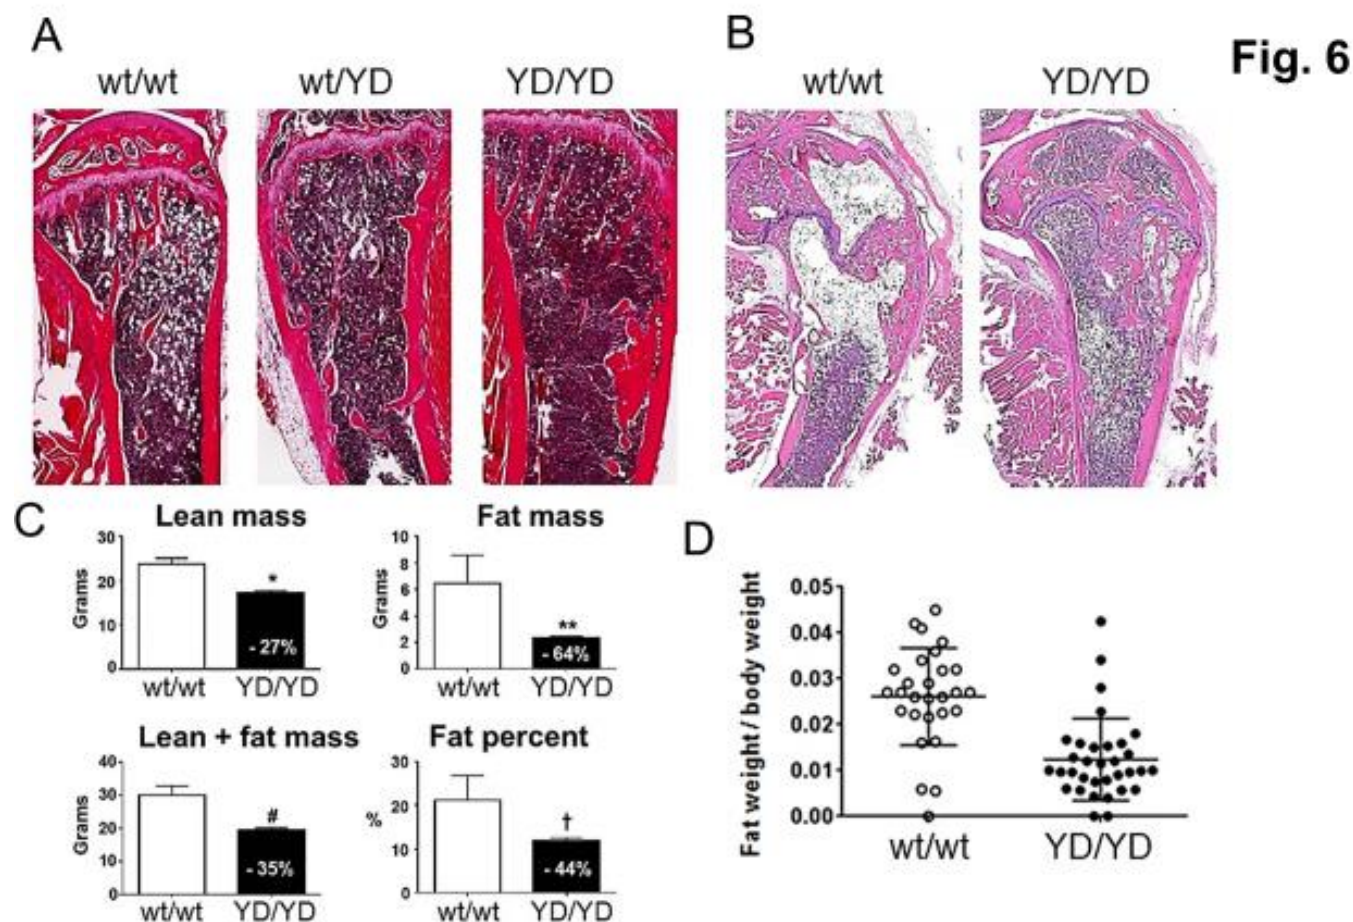 A
B
Fig. 6
wt/wt
wt/YD
YD/YD
wt/wt
YD/YD
C
Lean mass
Grams
30
20
10
0
*
- 27%
wt/wt
YD/YD
Fat mass
Grams
10
8
6
4
2
0
**
- 64%
wt/wt
YD/YD
Lean + fat mass
Grams
40
30
20
10
0
#
- 35%
wt/wt
YD/YD
Fat percent
%
30
20
10
0
†
- 44%
wt/wt
YD/YD
D
Fat weight / body weight
0.05
0.04
0.03
0.02
0.01
0.00
wt/wt
YD/YD